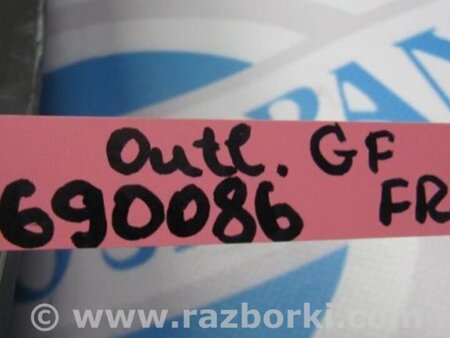 Outl. GF
690086 FR
© www.razborki.com